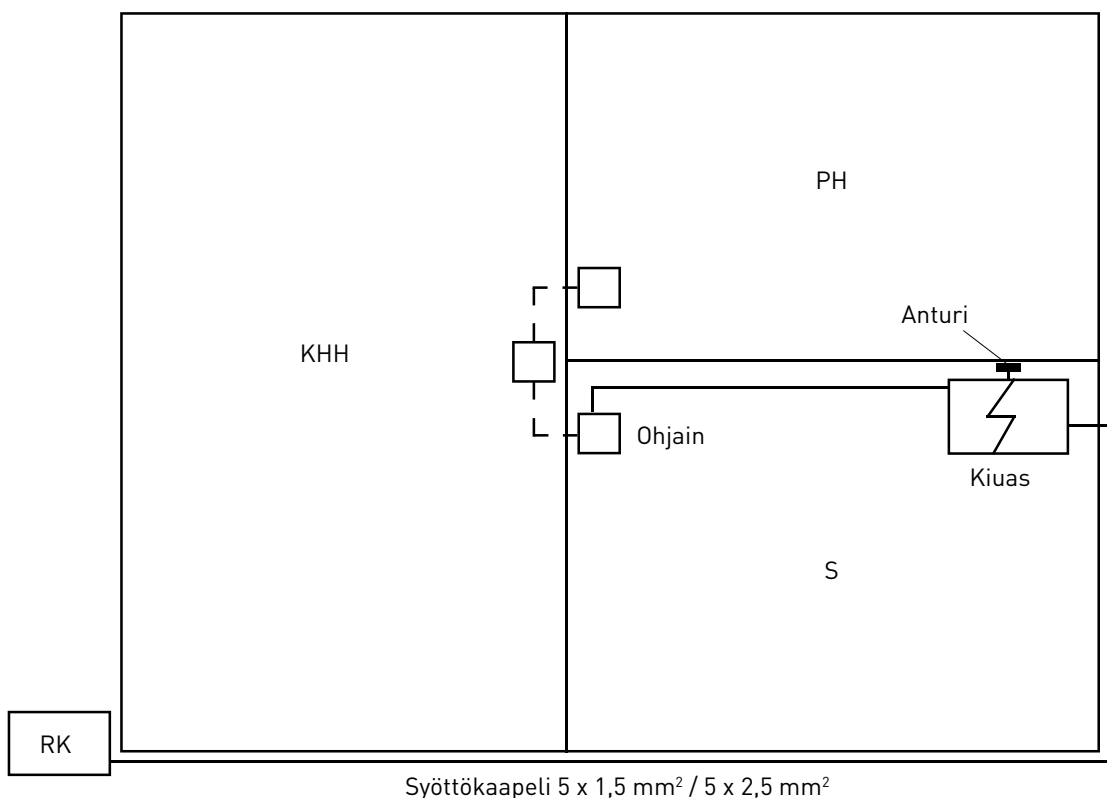 PH
Anturi
KHH
Ohjain
Kiuas
S
RK
Syöttökaapeli 5 x 1,5 mm² / 5 x 2,5 mm²